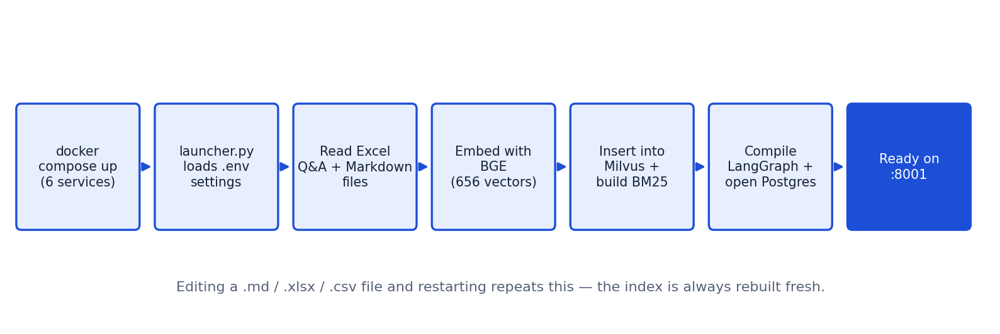 docker
compose up
(6 services)
launcher.py
loads .env
settings
Read Excel
Q&A + Markdown
files
Embed with
BGE
(656 vectors)
Insert into
Milvus +
build BM25
Compile
LangGraph +
open Postgres
Ready on
:8001
Editing a .md / .xlsx / .csv file and restarting repeats this — the index is always rebuilt fresh.